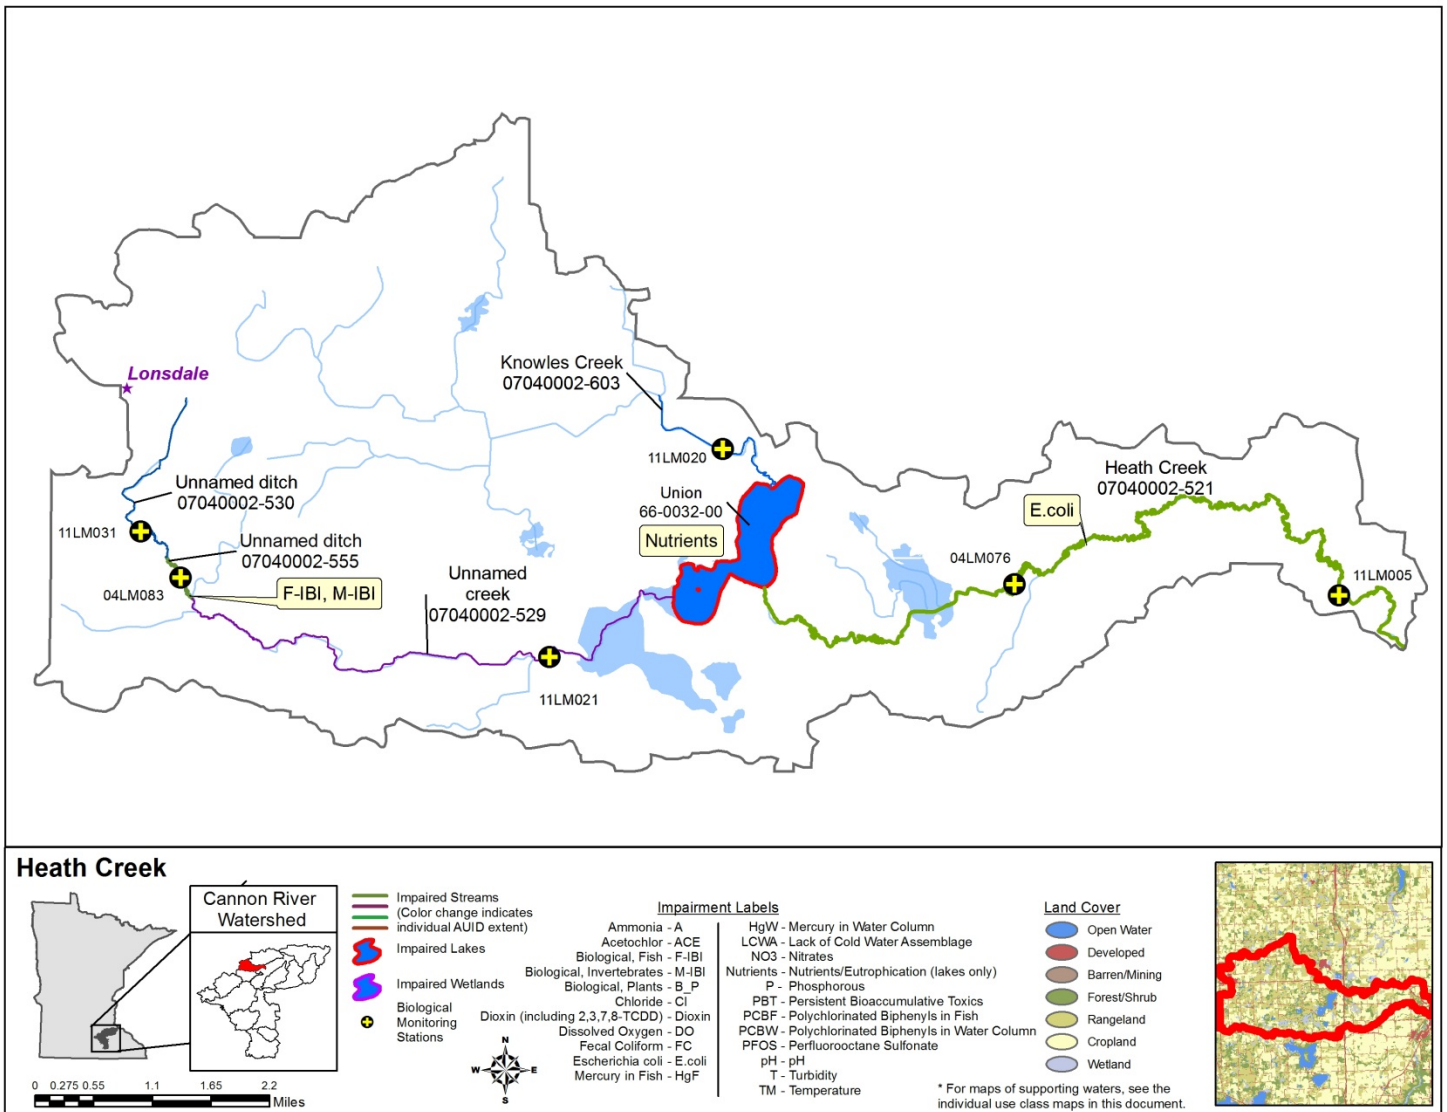 Lonsdale
Knowles Creek
07040002-603
11LM020
Union
66-0032-00
Nutrients
Heath Creek
07040002-521
E.coli
Unnamed ditch
07040002-530
11LM031
Unnamed ditch
07040002-555
04LM083
F-IBI, M-IBI
Unnamed
creek
07040002-529
11LM021
04LM076
11LM005
Heath Creek
Cannon River
Watershed
0 0.275 0.55 1.1 1.65 2.2
Miles
Impaired Streams
(Color change indicates
individual AUID extent)
Impaired Lakes
Impaired Wetlands
Biological
Monitoring
Stations
N
W E
S
Impairment Labels
Ammonia - A
Acetochlor - ACE
Biological, Fish - F-IBI
Biological, Invertebrates - M-IBI
Biological, Plants - B_P
Chloride - Cl
Dioxin (including 2,3,7,8-TCDD) - Dioxin
Dissolved Oxygen - DO
Fecal Coliform - FC
Escherichia coli - E.coli
Mercury in Fish - HgF
HgW - Mercury in Water Column
LCWA - Lack of Cold Water Assemblage
NO3 - Nitrates
Nutrients - Nutrients/Eutrophication (lakes only)
P - Phosphorous
PBT - Persistent Bioaccumulative Toxics
PCBF - Polychlorinated Biphenyls in Fish
PCBW - Polychlorinated Biphenyls in Water Column
PFOS - Perfluorooctane Sulfonate
pH - pH
T - Turbidity
TM - Temperature
Land Cover
Open Water
Developed
Barren/Mining
Forest/Shrub
Rangeland
Cropland
Wetland
* For maps of supporting waters, see the
individual use class maps in this document.